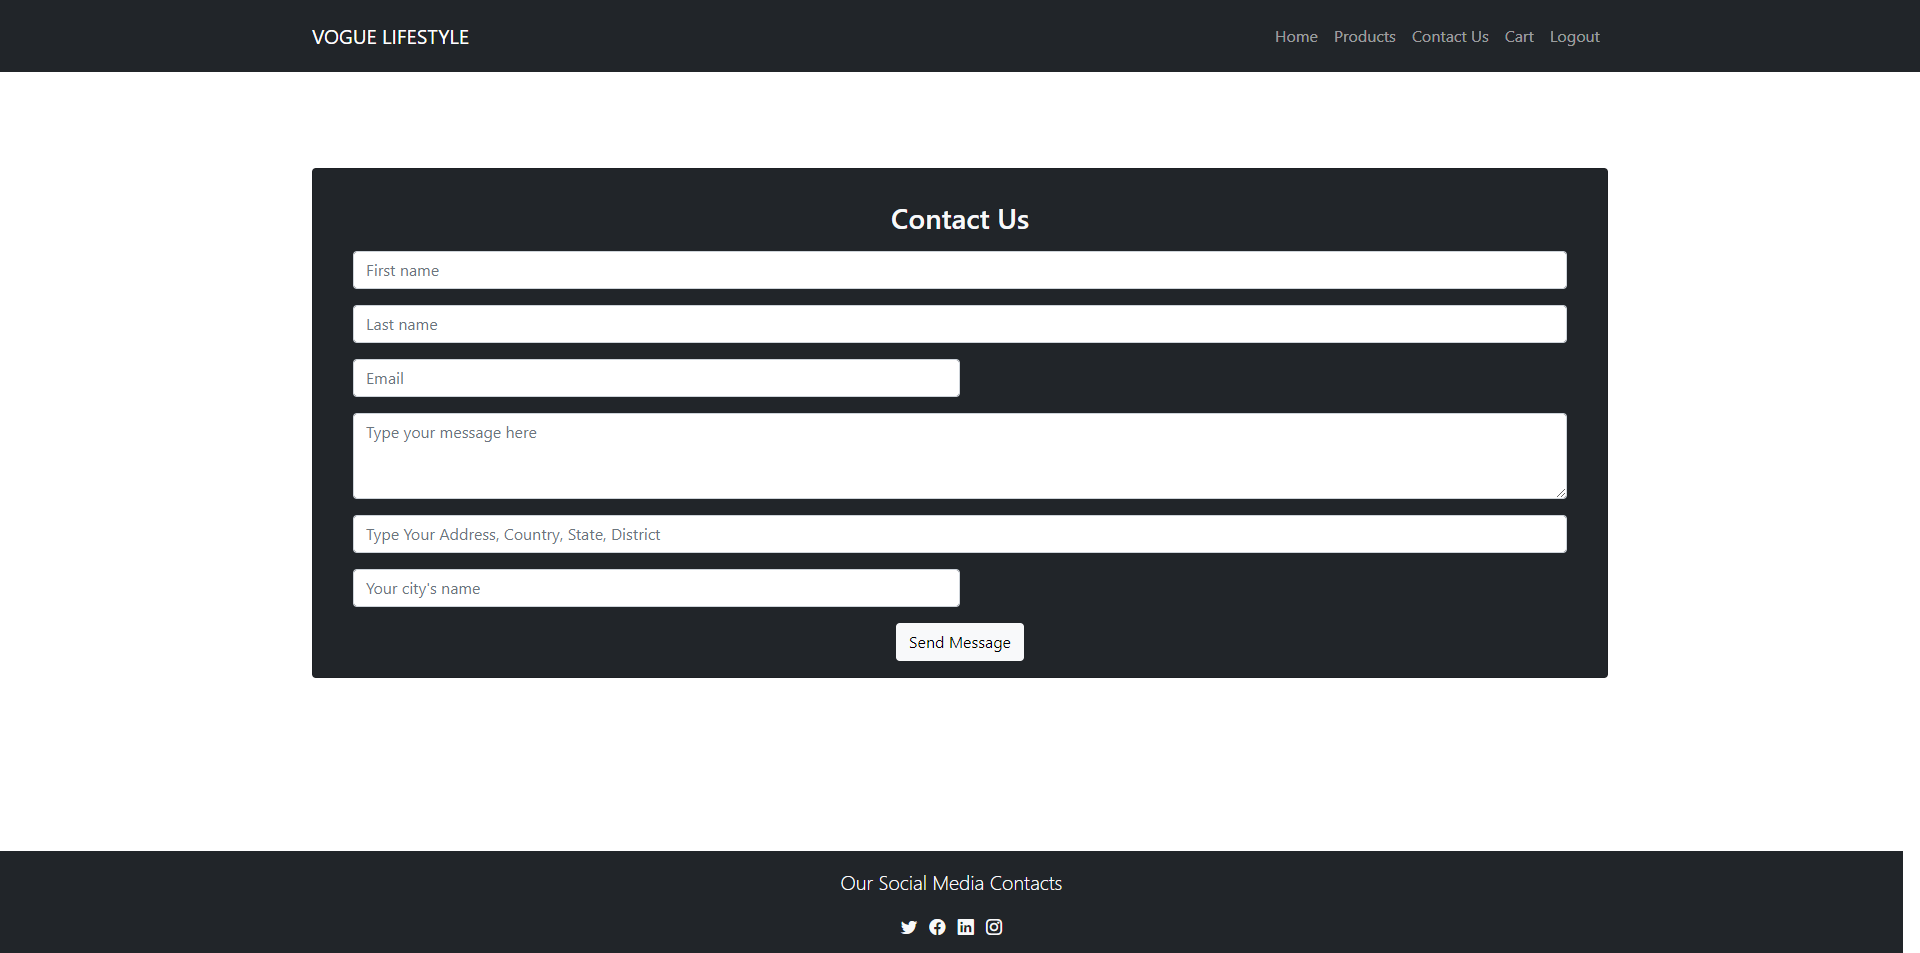 VOGUE LIFESTYLE
Home Products Contact Us Cart Logout
Contact Us
First name
Last name
Email
Type your message here
Type Your Address, Country, State, District
Your city's name
Send Message
Our Social Media Contacts